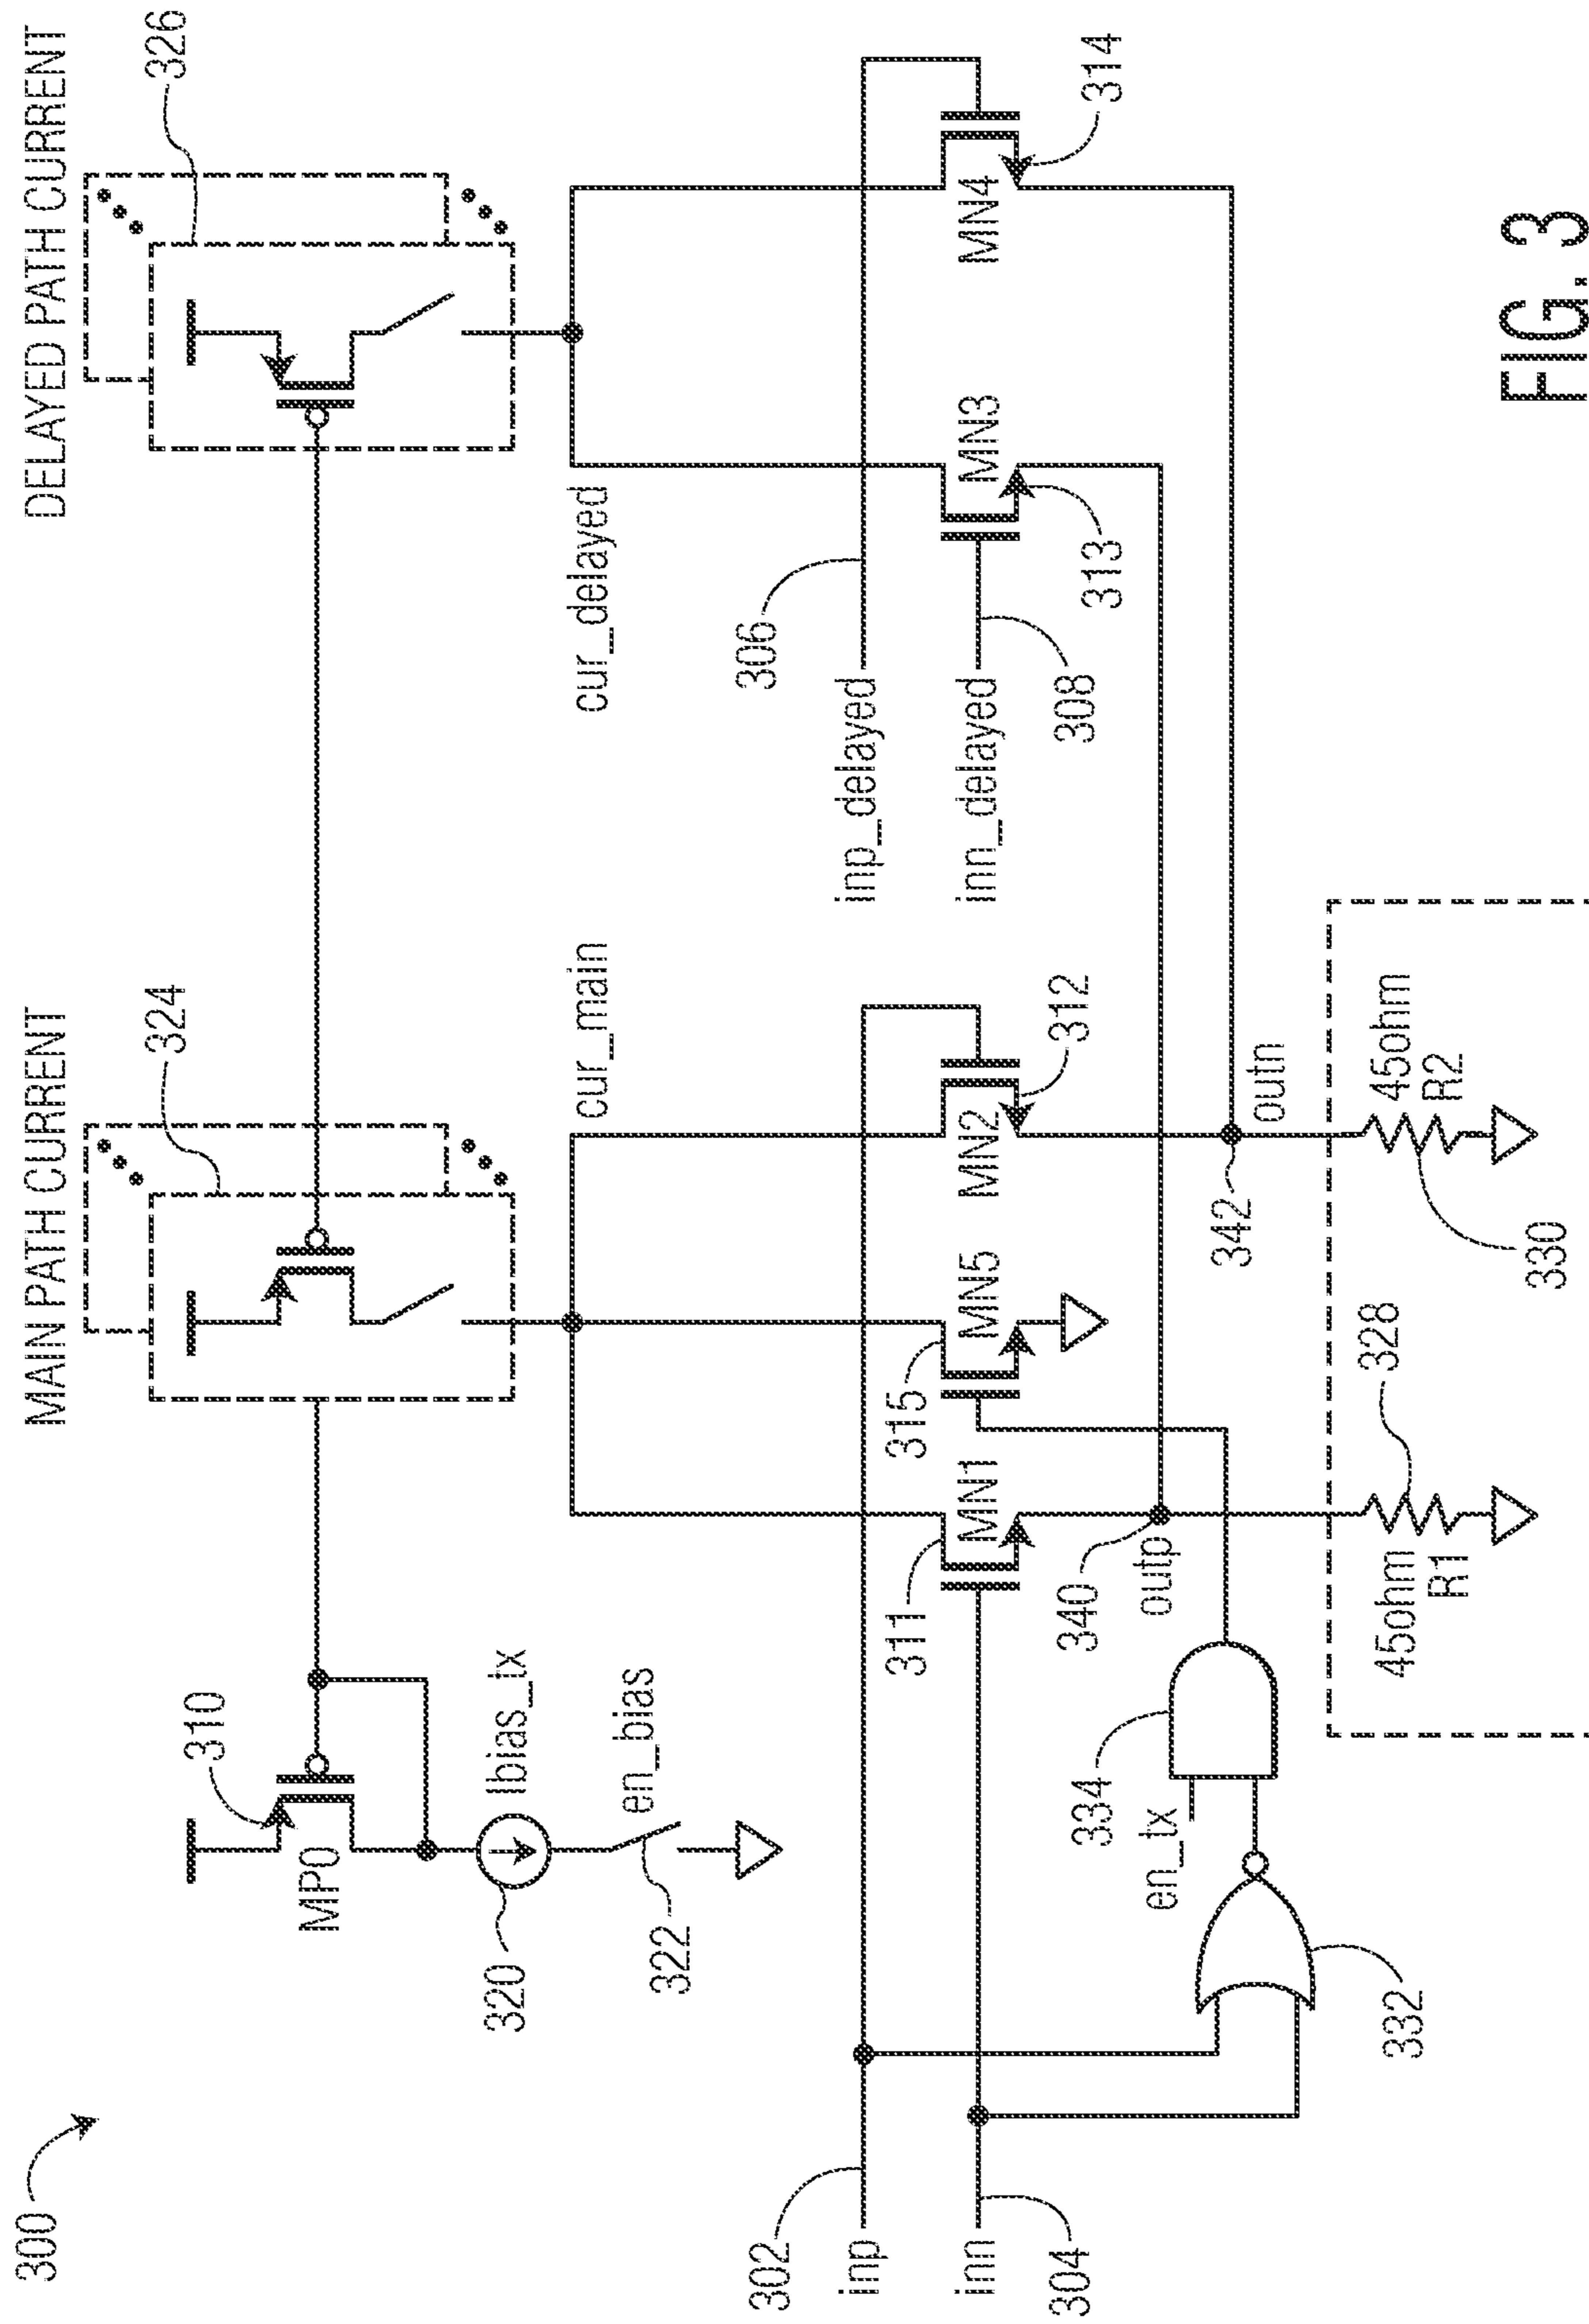 300
MAIN PATH CURRENT
DELAYED PATH CURRENT
324
326
310
MP0
Ibias_tx
320
en_bias
322
cur_main
cur_delayed
302
inp
inn
304
306
inp_delayed
inn_delayed
308
311
MN1
315
MN5
MN2
312
MN3
313
MN4
314
340
outp
342
outn
334
en_tx
332
45ohm
R1
328
45ohm
R2
330
FIG. 3